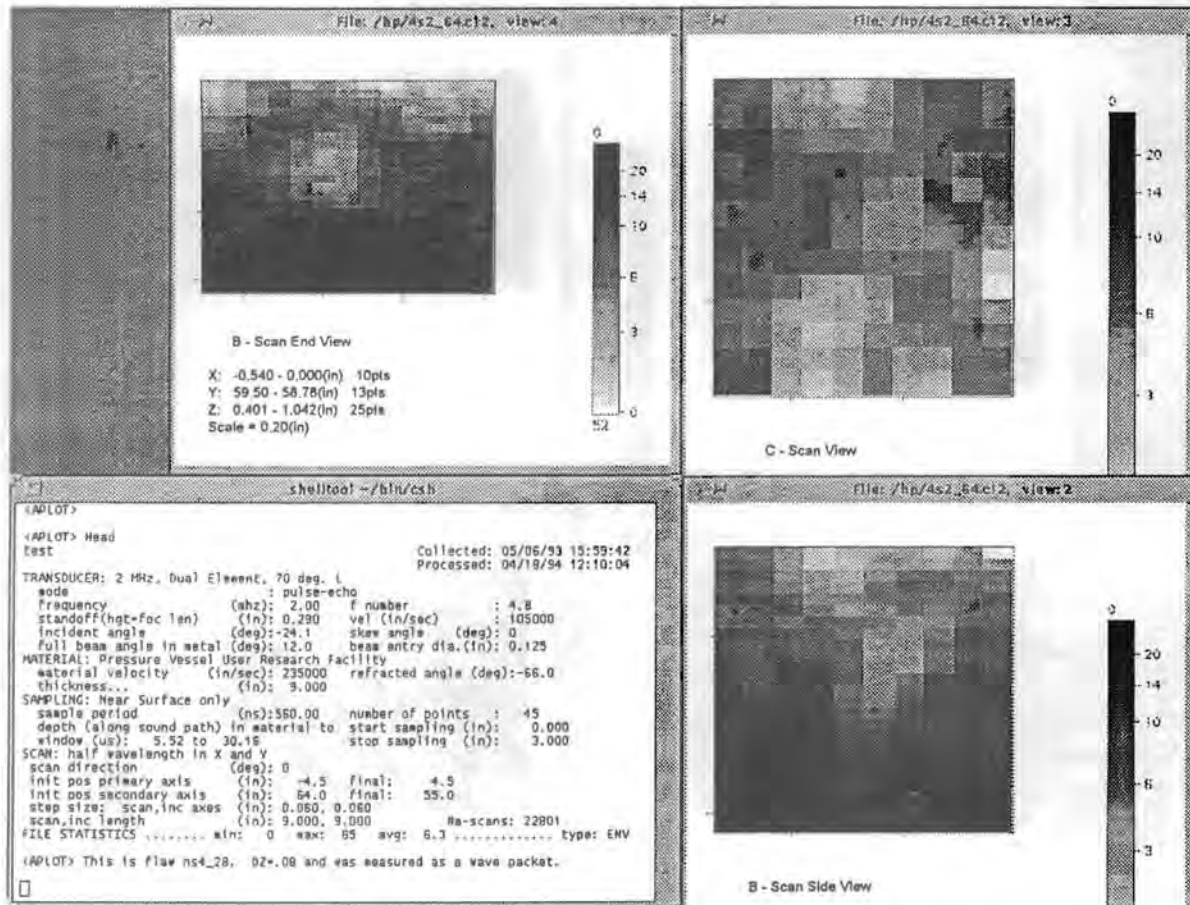 File: /hp/4s2_64.c12, view:4
0
20
14
10
6
3
0
52
B - Scan End View
X: -0.540 - 0.000(in) 10pts
Y: 59.50 - 58.78(in) 13pts
Z: 0.401 - 1.042(in) 25pts
Scale = 0.20(in)
File: /hp/4s2_64.c12, view:3
0
20
14
10
6
3
C - Scan View
shelltool -/bin/csh
<APLOT>
<APLOT> Head
test Collected: 05/06/93 15:59:42
Processed: 04/19/94 12:10:04
TRANSDUCER: 2 MHz, Dual Element, 70 deg. L
mode : pulse-echo
frequency (mhz): 2.00 f number : 4.8
standoff(hgt-foc len) (in): 0.290 vel (in/sec) : 105000
incident angle (deg):-24.1 skew angle (deg): 0
full beam angle in metal (deg): 12.0 beam entry dia.(in): 0.125
MATERIAL: Pressure Vessel User Research Facility
material velocity (in/sec): 235000 refracted angle (deg):-66.0
thickness... (in): 9.000
SAMPLING: Near Surface only
sample period (ns):560.00 number of points : 45
depth (along sound path) in material to start sampling (in): 0.000
window (us): 5.52 to 30.16 stop sampling (in): 3.000
SCAN: half wavelength in X and Y
scan direction (deg): 0
init pos primary axis (in): -4.5 final: 4.5
init pos secondary axis (in): 64.0 final: 55.0
step size: scan,inc axes (in): 0.060, 0.060
scan,inc length (in): 9.000, 9.000 #a-scans: 22801
FILE STATISTICS ........ min: 0 max: 85 avg: 6.3 ............. type: ENV
<APLOT> This is flaw ns4_28, DZ=.08 and was measured as a wave packet.
File: /hp/4s2_64.c12, view:2
0
20
14
10
6
3
B - Scan Side View